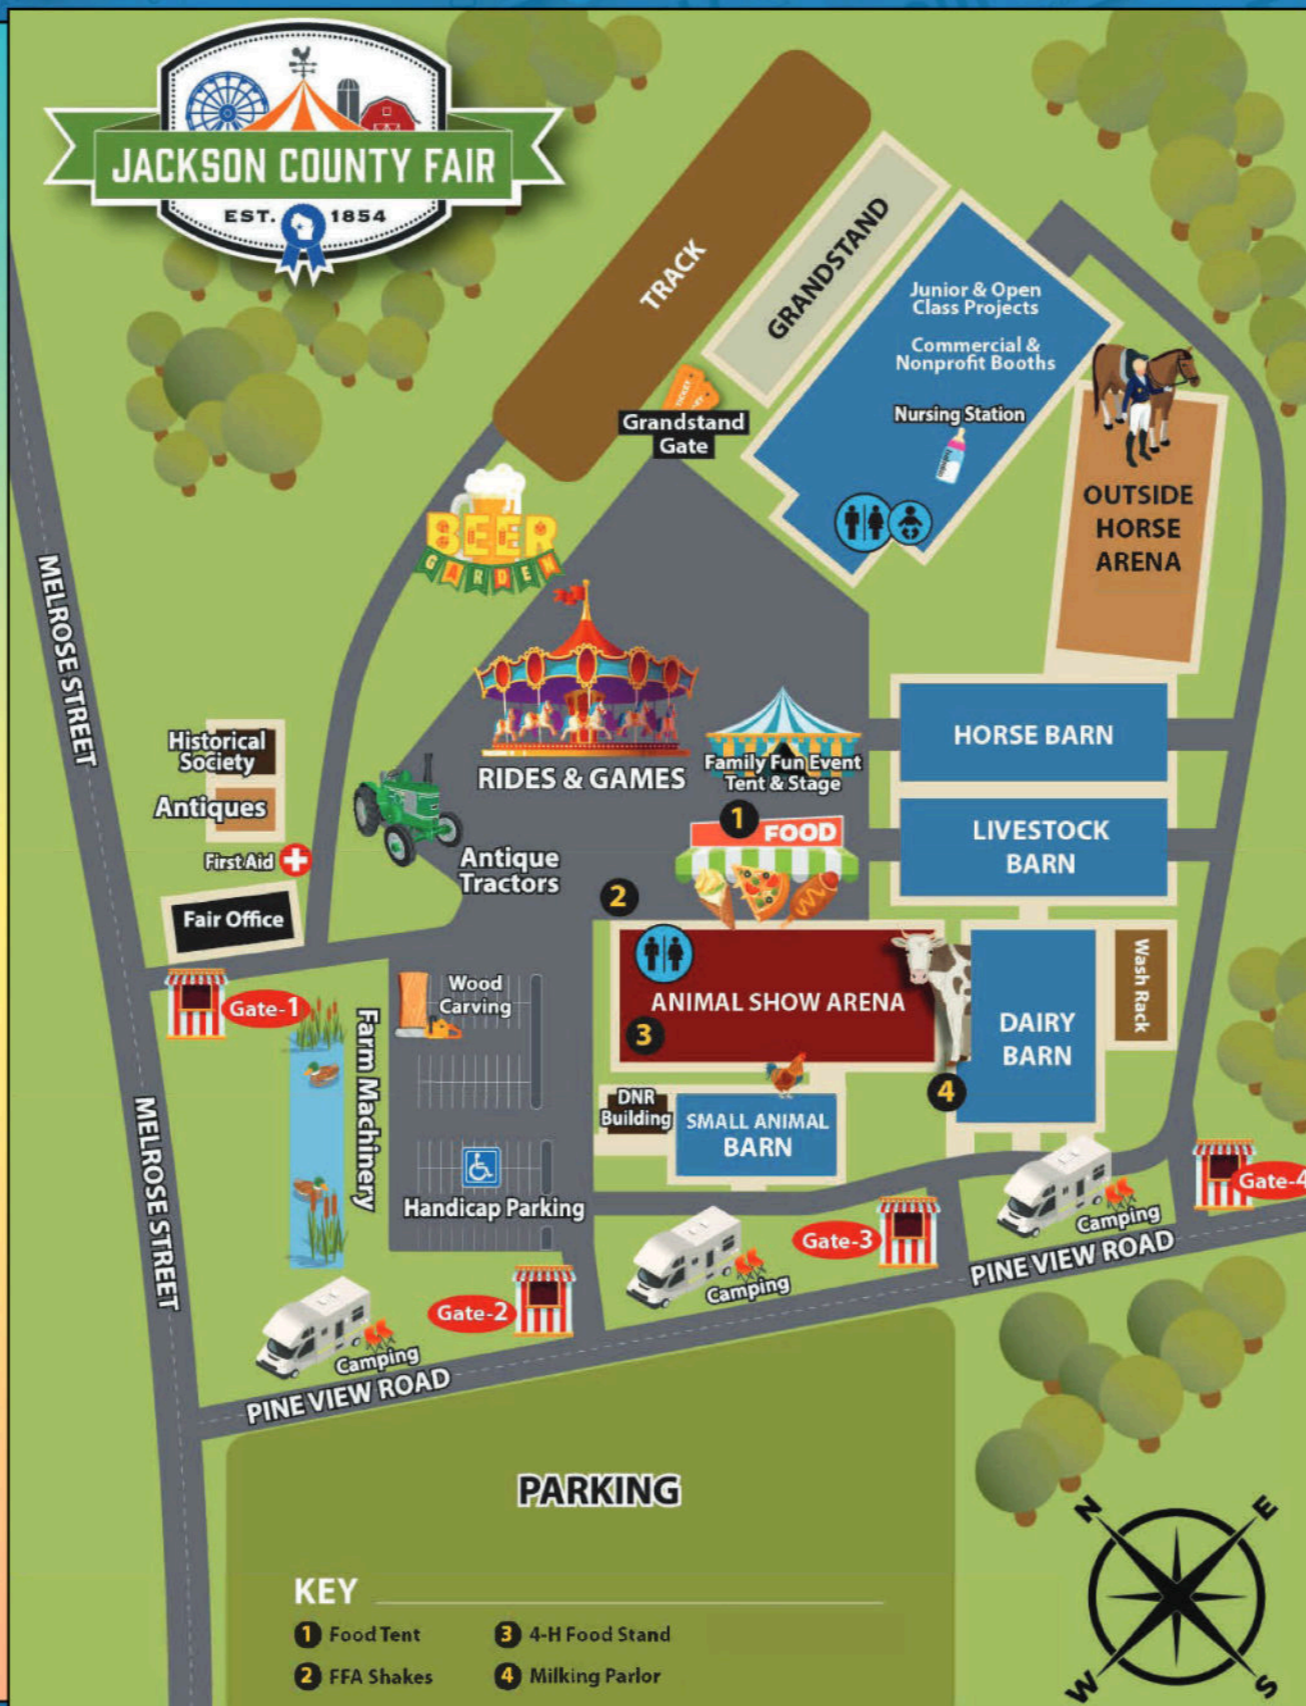 JACKSON COUNTY FAIR
EST. 1854
TRACK
GRANDSTAND
Junior & Open
Class Projects
Commercial &
Nonprofit Booths
Nursing Station
Grandstand
Gate
OUTSIDE
HORSE
ARENA
BEER
GARDEN
MELROSE STREET
HORSE BARN
Historical
Society
Antiques
RIDES & GAMES
Family Fun Event
Tent & Stage
1
FOOD
LIVESTOCK
BARN
First Aid
Antique
Tractors
2
Fair Office
Wood
Carving
ANIMAL SHOW ARENA
3
Wash Rack
DAIRY
BARN
Gate-1
Farm Machinery
DNR
Building
SMALL ANIMAL
BARN
4
MELROSE STREET
Handicap Parking
Gate-4
Camping
Gate-3
PINE VIEW ROAD
Camping
Gate-2
Camping
PINE VIEW ROAD
PARKING
N
E
W
S
KEY
1 Food Tent
2 FFA Shakes
3 4-H Food Stand
4 Milking Parlor